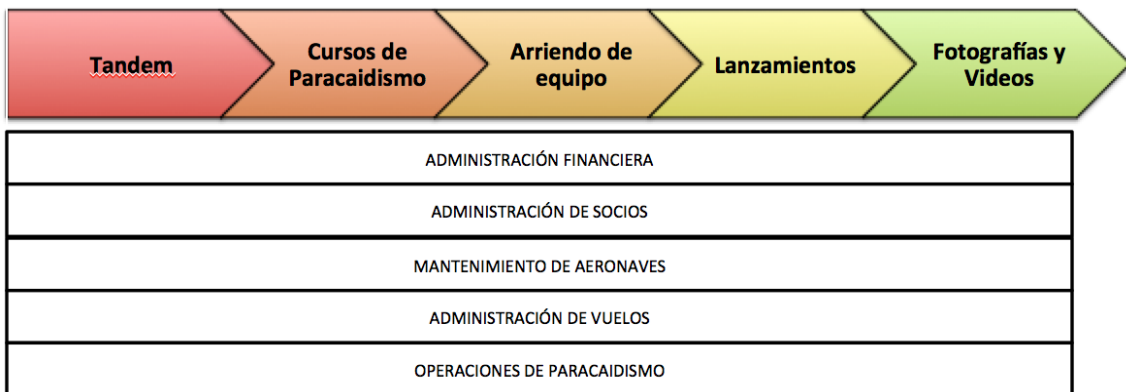 Tandem
Cursos de
Paracaidismo
Arriendo de
equipo
Lanzamientos
Fotografías y
Videos
ADMINISTRACIÓN FINANCIERA
ADMINISTRACIÓN DE SOCIOS
MANTENIMIENTO DE AERONAVES
ADMINISTRACIÓN DE VUELOS
OPERACIONES DE PARACAIDISMO